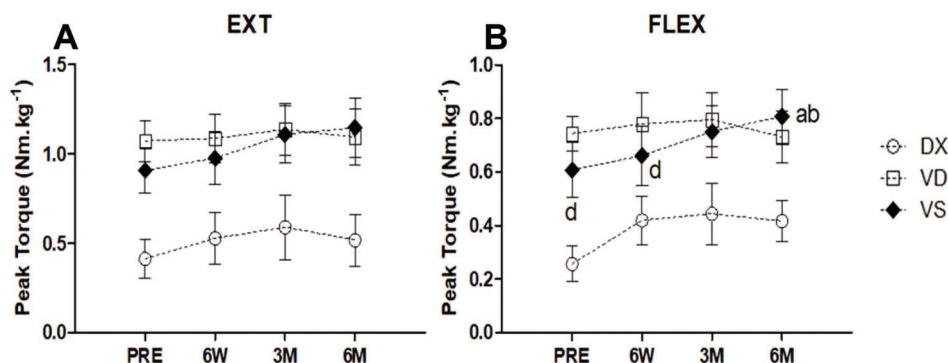 A
EXT
Peak Torque (Nm.kg-1)
1.5
1.0
0.5
0.0
PRE 6W 3M 6M
B
FLEX
Peak Torque (Nm.kg-1)
1.0
0.8
0.6
0.4
0.2
0.0
d
d
ab
PRE 6W 3M 6M
DX
VD
VS